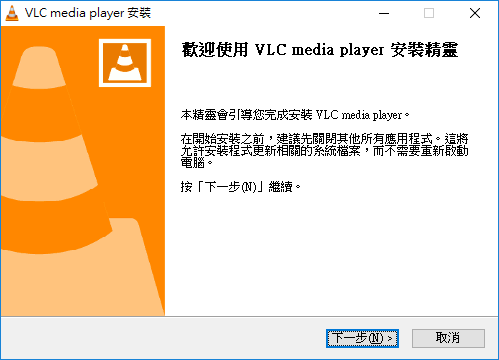 VLC media player 安裝
歡迎使用 VLC media player 安裝精靈
本精靈會引導您完成安裝 VLC media player。
在開始安裝之前，建議先關閉其他所有應用程式。這將
允許安裝程式更新相關的系統檔案，而不需要重新啟動
電腦。
按「下一步(N)」繼續。
下一步(N) >
取消